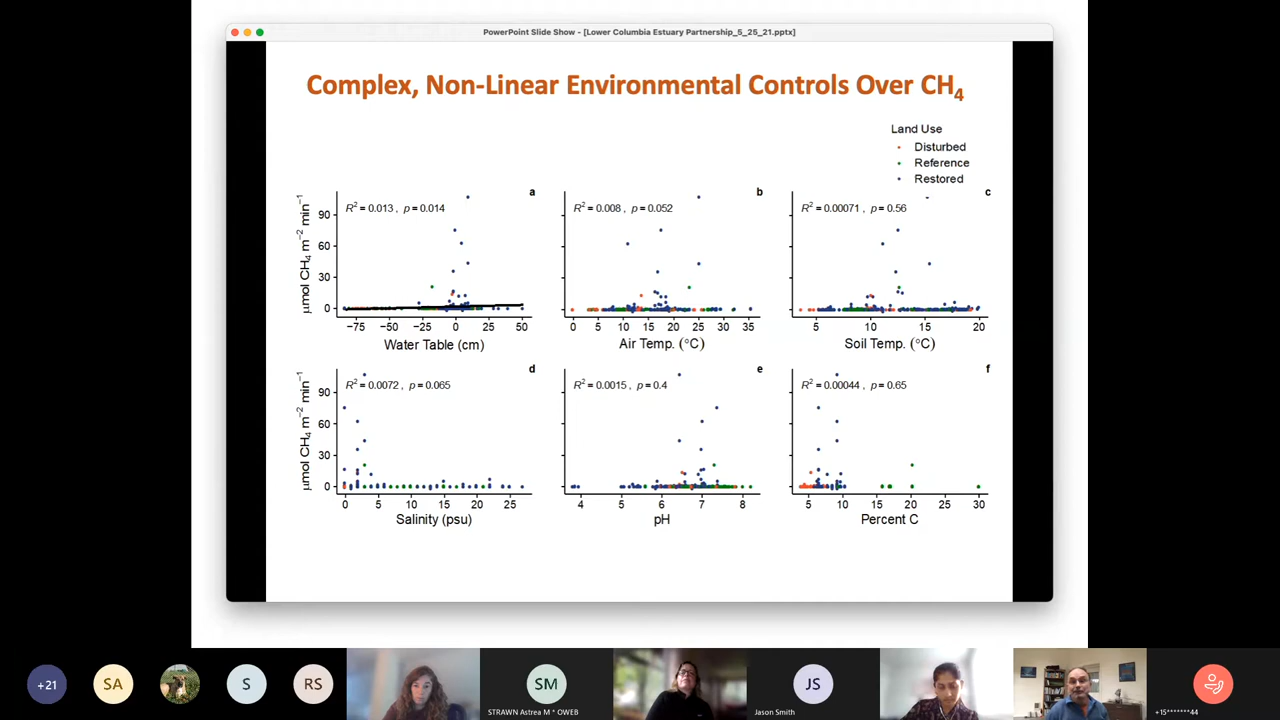 PowerPoint Slide Show - [Lower Columbia Estuary Partnership_5_25_21.pptx]
Complex, Non-Linear Environmental Controls Over CH₄
Land Use
Disturbed
Reference
Restored
a
R² = 0.013 , p = 0.014
µmol CH₄ m⁻² min⁻¹
90
60
30
0
−75 −50 −25 0 25 50
Water Table (cm)
b
R² = 0.008 , p = 0.052
0 5 10 15 20 25 30 35
Air Temp. (°C)
c
R² = 0.00071 , p = 0.56
5 10 15 20
Soil Temp. (°C)
d
R² = 0.0072 , p = 0.065
µmol CH₄ m⁻² min⁻¹
90
60
30
0
0 5 10 15 20 25
Salinity (psu)
e
R² = 0.0015 , p = 0.4
4 5 6 7 8
pH
f
R² = 0.00044 , p = 0.65
5 10 15 20 25 30
Percent C
+21
SA
S
RS
SM
STRAWN Astrea M * OWEB
JS
Jason Smith
+15*******44